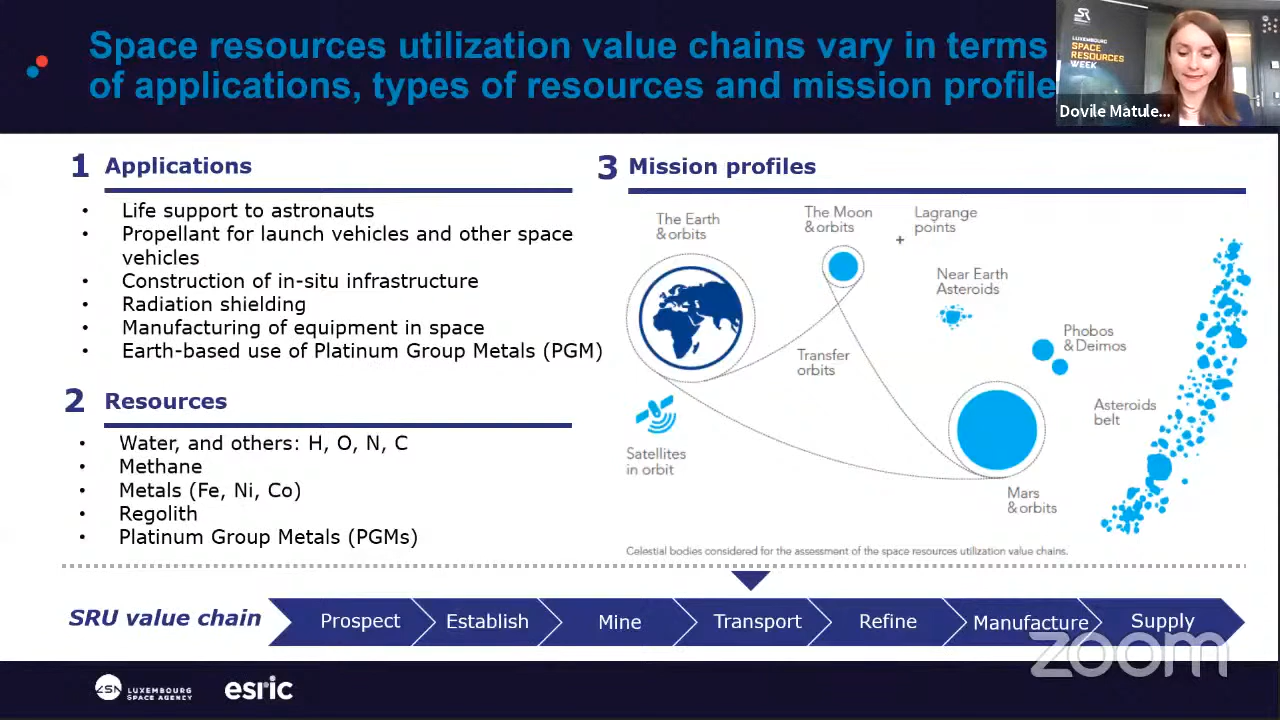 Space resources utilization value chains vary in terms
of applications, types of resources and mission profile
SR
LUXEMBOURG
SPACE
RESOURCES
WEEK
Dovile Matule...
1 Applications
• Life support to astronauts
• Propellant for launch vehicles and other space
vehicles
• Construction of in-situ infrastructure
• Radiation shielding
• Manufacturing of equipment in space
• Earth-based use of Platinum Group Metals (PGM)
2 Resources
• Water, and others: H, O, N, C
• Methane
• Metals (Fe, Ni, Co)
• Regolith
• Platinum Group Metals (PGMs)
3 Mission profiles
The Earth
& orbits
The Moon
& orbits
+
Lagrange
points
Near Earth
Asteroids
Phobos
& Deimos
Transfer
orbits
Asteroids
belt
Satellites
in orbit
Mars
& orbits
Celestial bodies considered for the assessment of the space resources utilization value chains.
SRU value chain
Prospect
Establish
Mine
Transport
Refine
Manufacture
Supply
zoom
LSA LUXEMBOURG
SPACE AGENCY
esric